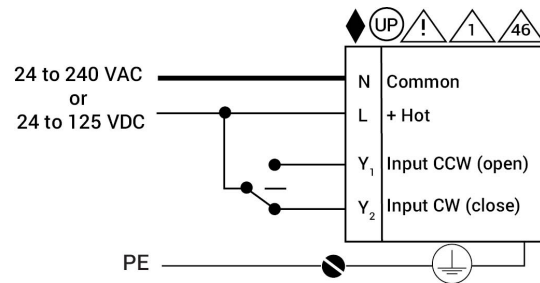 UP ! 1 46
24 to 240 VAC
or
24 to 125 VDC
N Common
L + Hot
Y1 Input CCW (open)
Y2 Input CW (close)
PE